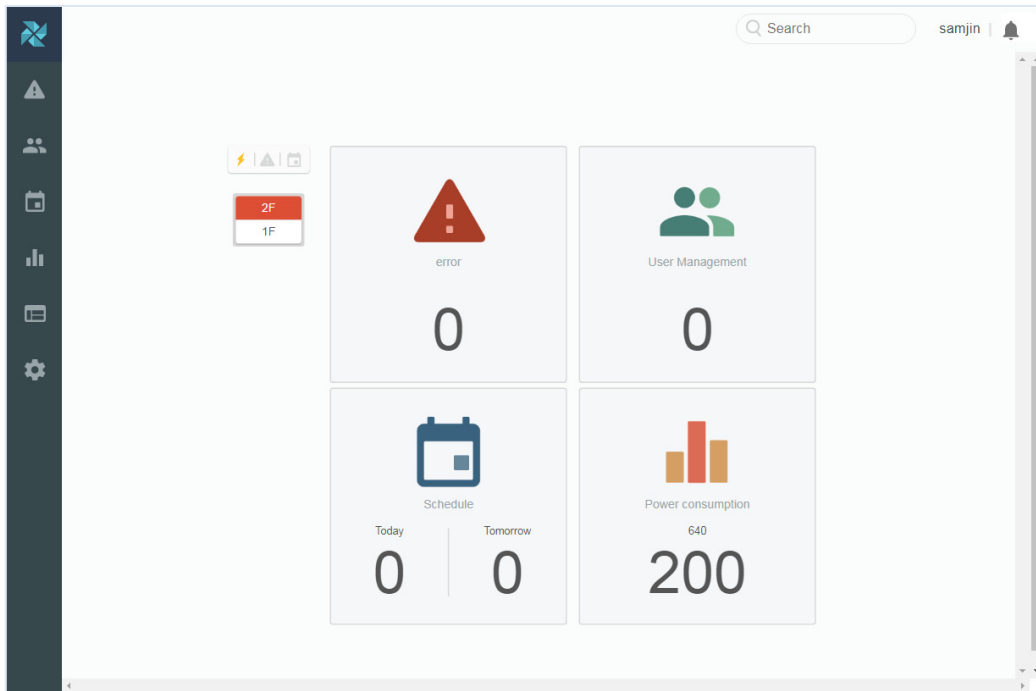 Search
samjin
2F
1F
error
0
User Management
0
Schedule
Today
Tomorrow
0
0
Power consumption
640
200